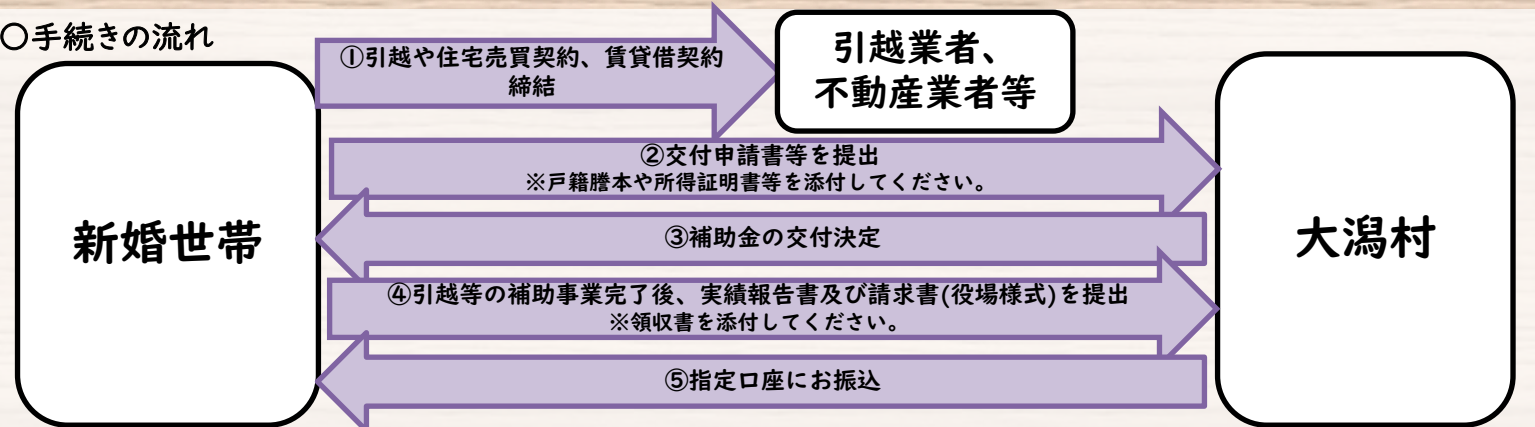 〇手続きの流れ
①引越や住宅売買契約、賃貸借契約
締結
引越業者、
不動産業者等
②交付申請書等を提出
※戸籍謄本や所得証明書等を添付してください。
新婚世帯
③補助金の交付決定
大潟村
④引越等の補助事業完了後、実績報告書及び請求書(役場様式)を提出
※領収書を添付してください。
⑤指定口座にお振込